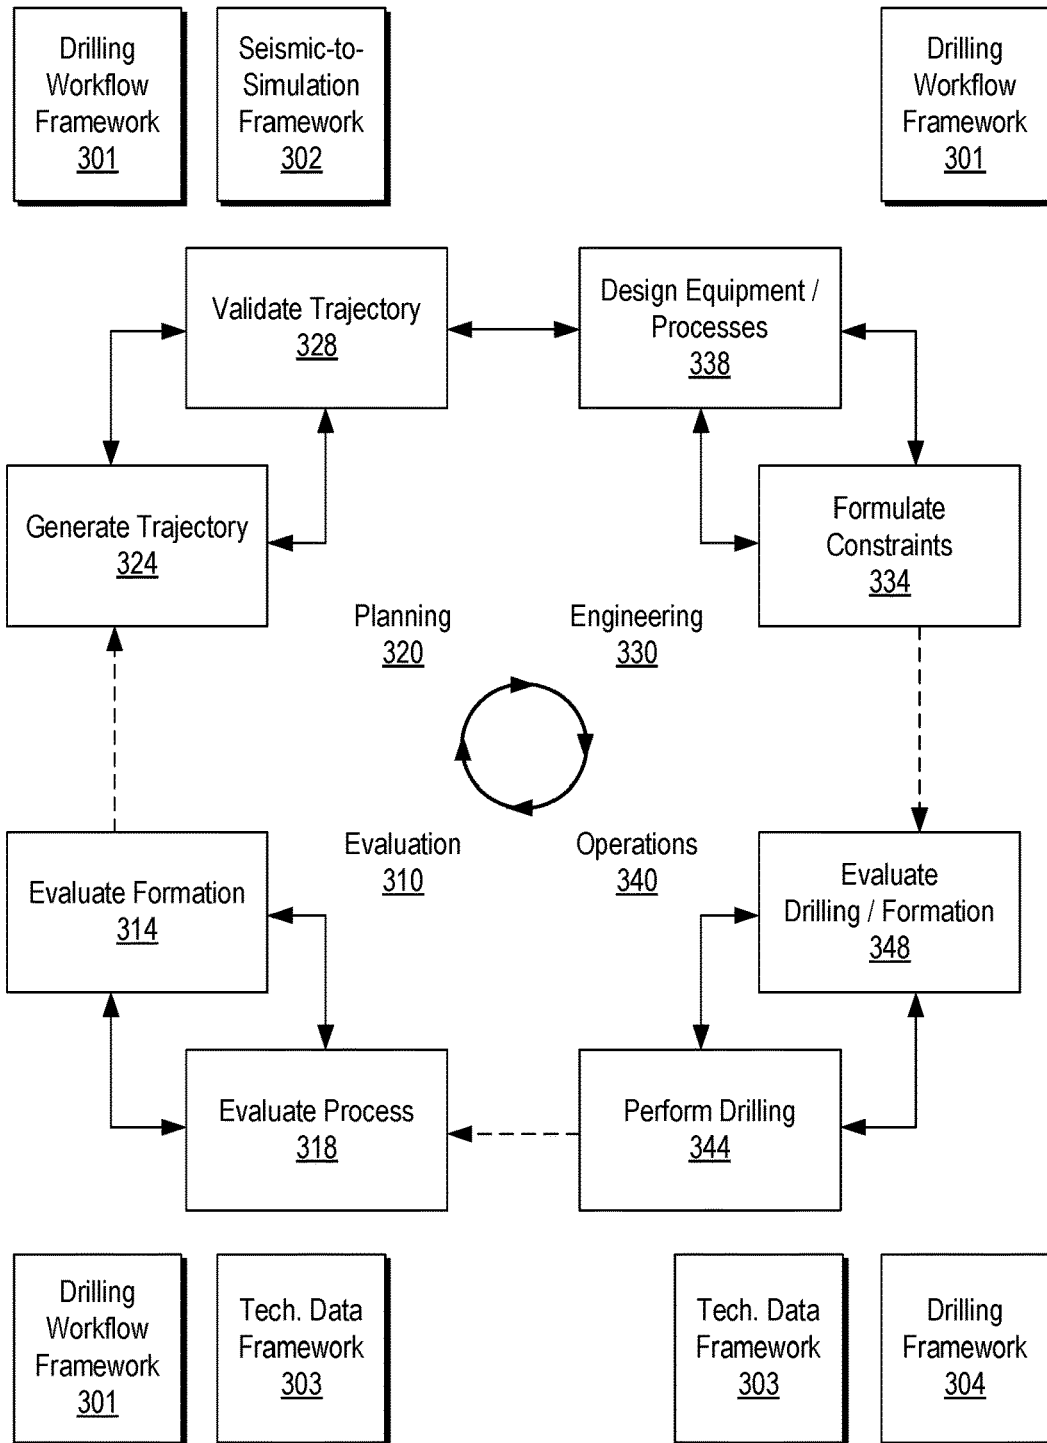 Drilling
Workflow
Framework
301
Seismic-to-
Simulation
Framework
302
Drilling
Workflow
Framework
301
Validate Trajectory
328
Design Equipment /
Processes
338
Generate Trajectory
324
Formulate
Constraints
334
Planning
320
Engineering
330
Evaluation
310
Operations
340
Evaluate Formation
314
Evaluate
Drilling / Formation
348
Evaluate Process
318
Perform Drilling
344
Drilling
Workflow
Framework
301
Tech. Data
Framework
303
Tech. Data
Framework
303
Drilling
Framework
304